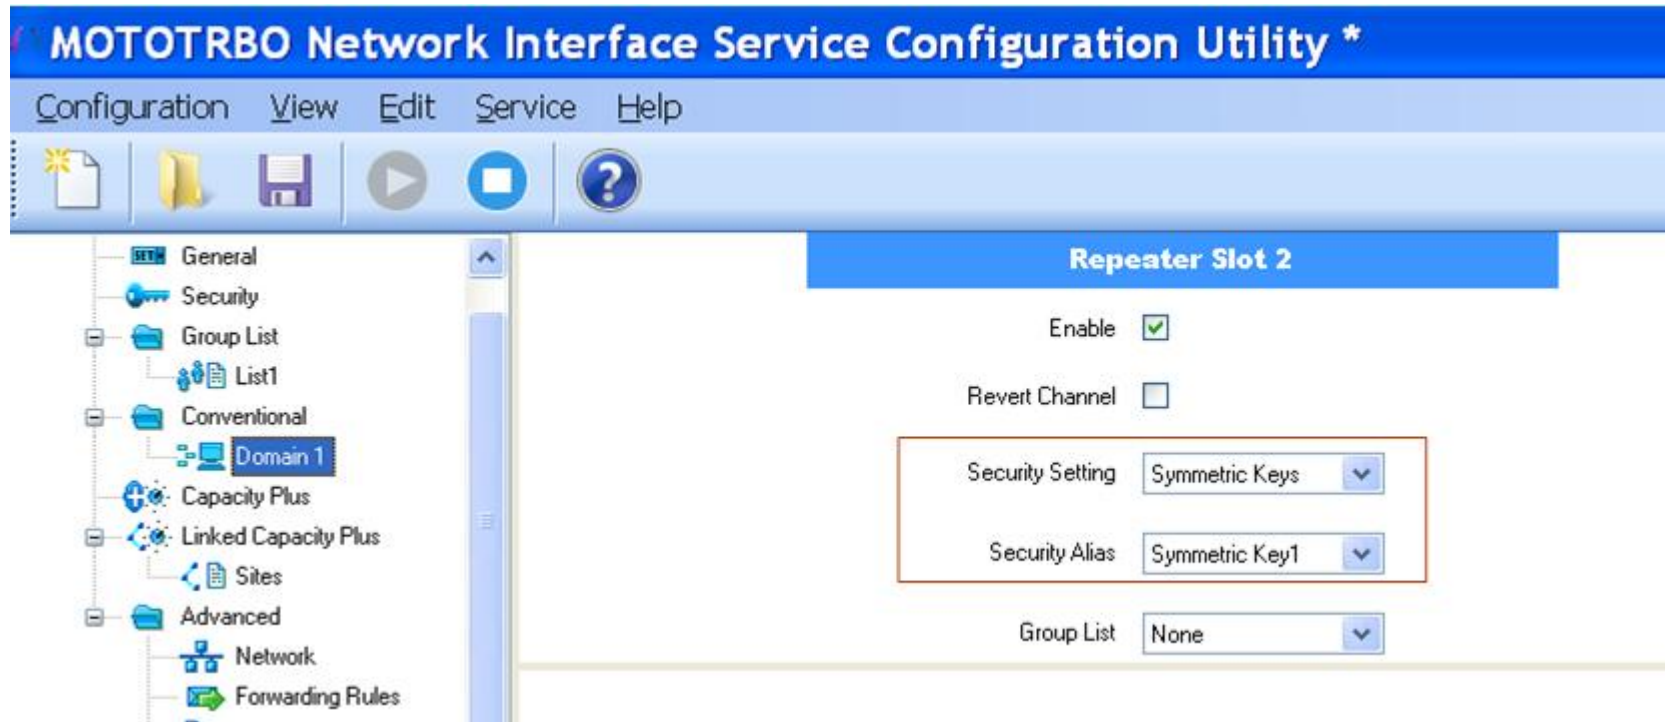 MOTOTRBO Network Interface Service Configuration Utility *
Configuration View Edit Service Help
SET
General
Security
Group List
List1
Conventional
Domain 1
Capacity Plus
Linked Capacity Plus
Sites
Advanced
Network
Forwarding Rules
Repeater Slot 2
Enable
Revert Channel
Security Setting Symmetric Keys
Security Alias Symmetric Key1
Group List None